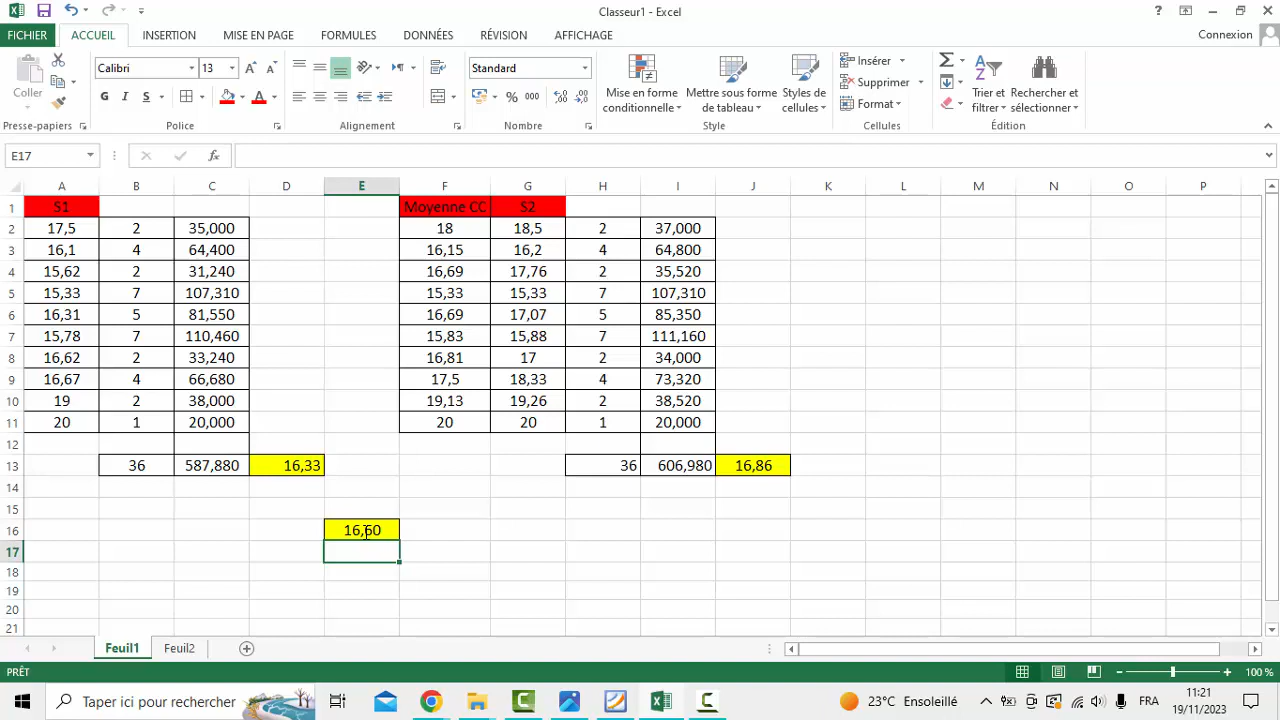 Classeur1 - Excel
?
FICHIER ACCUEIL INSERTION MISE EN PAGE FORMULES DONNÉES RÉVISION AFFICHAGE Connexion
Coller
Presse-papiers
Calibri 13
G I S
Police
Alignement
Standard
% 000
Nombre
Mise en forme conditionnelle
Mettre sous forme de tableau
Styles de cellules
Style
Insérer
Supprimer
Format
Cellules
Trier et filtrer
Rechercher et sélectionner
Édition
E17 fx
A B C D E F G H I J K L M N O P
1 S1 Moyenne CC S2
2 17,5 2 35,000 18 18,5 2 37,000
3 16,1 4 64,400 16,15 16,2 4 64,800
4 15,62 2 31,240 16,69 17,76 2 35,520
5 15,33 7 107,310 15,33 15,33 7 107,310
6 16,31 5 81,550 16,69 17,07 5 85,350
7 15,78 7 110,460 15,83 15,88 7 111,160
8 16,62 2 33,240 16,81 17 2 34,000
9 16,67 4 66,680 17,5 18,33 4 73,320
10 19 2 38,000 19,13 19,26 2 38,520
11 20 1 20,000 20 20 1 20,000
12
13 36 587,880 16,33 36 606,980 16,86
14
15
16 16,60
17
18
19
20
21
Feuil1 Feuil2
PRÊT 100 %
Taper ici pour rechercher 23°C Ensoleille FRA 11:21
19/11/2023